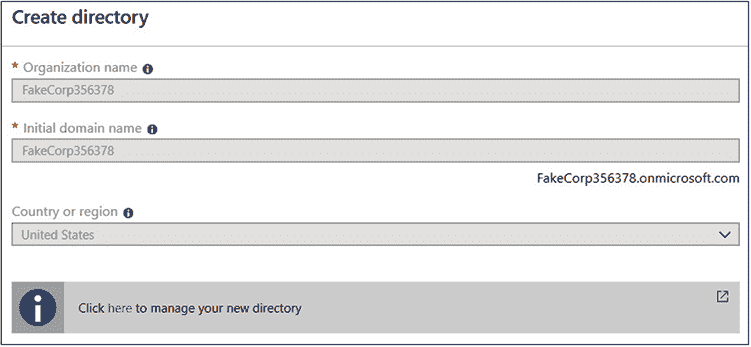 Create directory
* Organization name
FakeCorp356378
* Initial domain name
FakeCorp356378
FakeCorp356378.onmicrosoft.com
Country or region
United States
Click here to manage your new directory